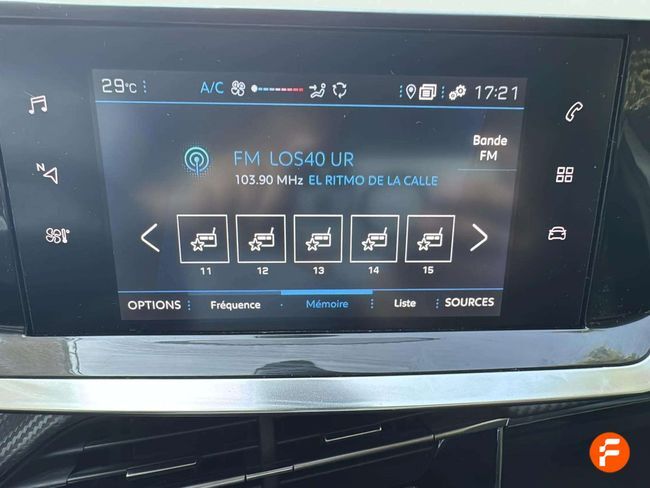 29°C A/C 17:21
Bande
FM
FM LOS40 UR
103.90 MHz EL RITMO DE LA CALLE
N
11 12 13 14 15
OPTIONS Fréquence Mémoire Liste SOURCES
F